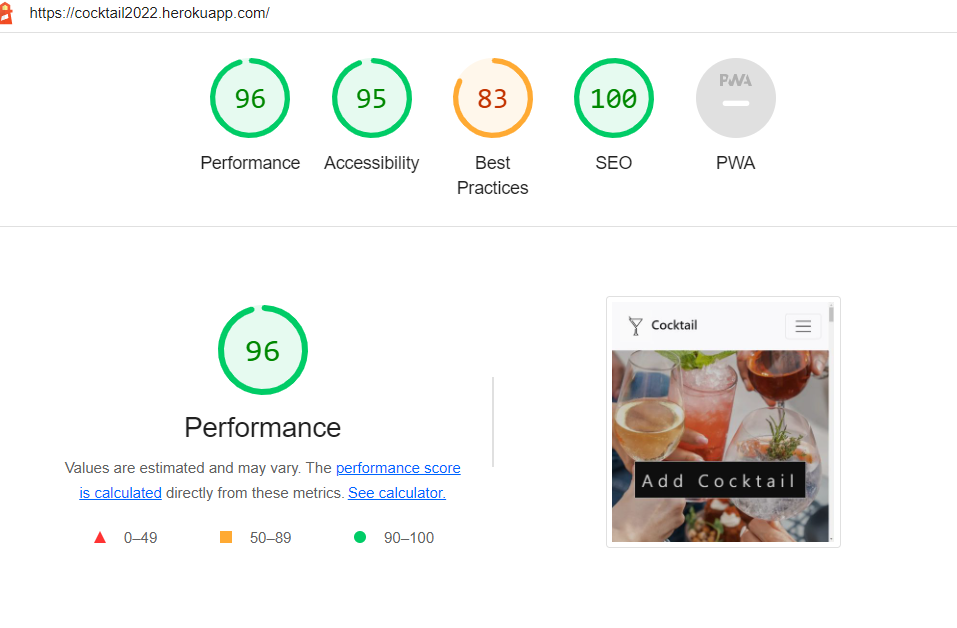 https://cocktail2022.herokuapp.com/
96
95
83
100
PWA
Performance
Accessibility
Best
Practices
SEO
PWA
96
Performance
Values are estimated and may vary. The performance score
is calculated directly from these metrics. See calculator.
0–49
50–89
90–100
Cocktail
Add Cocktail